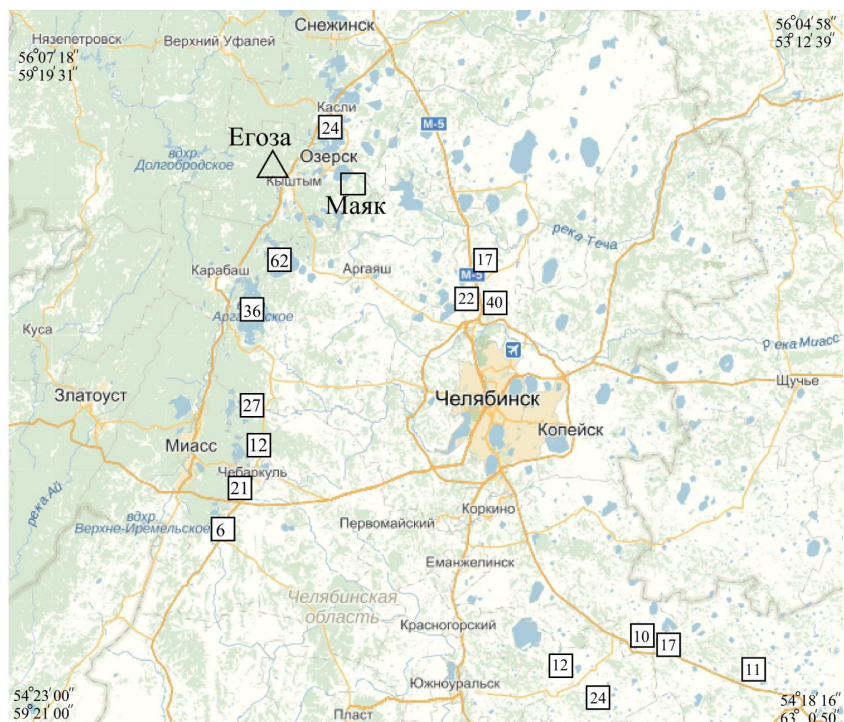 Снежинск
Нязепетровск
Верхний Уфалей
56°07'18
59°19'31
56°04'58
53°12'39
Касли
24
М-5
Егоза
вдхр.
Долгобродское
Озерск
Кыштым
Маяк
река Теча
62
17
Карабаш
Аргаяш
М-5
22
40
36
Аргазинское
Куса
река Миасс
Златоуст
27
Челябинск
Щучье
Миасс
12
Копейск
Чебаркуль
21
река Ай
вдхр.
Верхне-Иремельское
6
Первомайский
Коркино
Еманжелинск
Челябинская
область
Красногорский
10
17
12
11
Южноуральск
24
54°23'00
59°21'00
Пласт
54°18'16
63°0'50